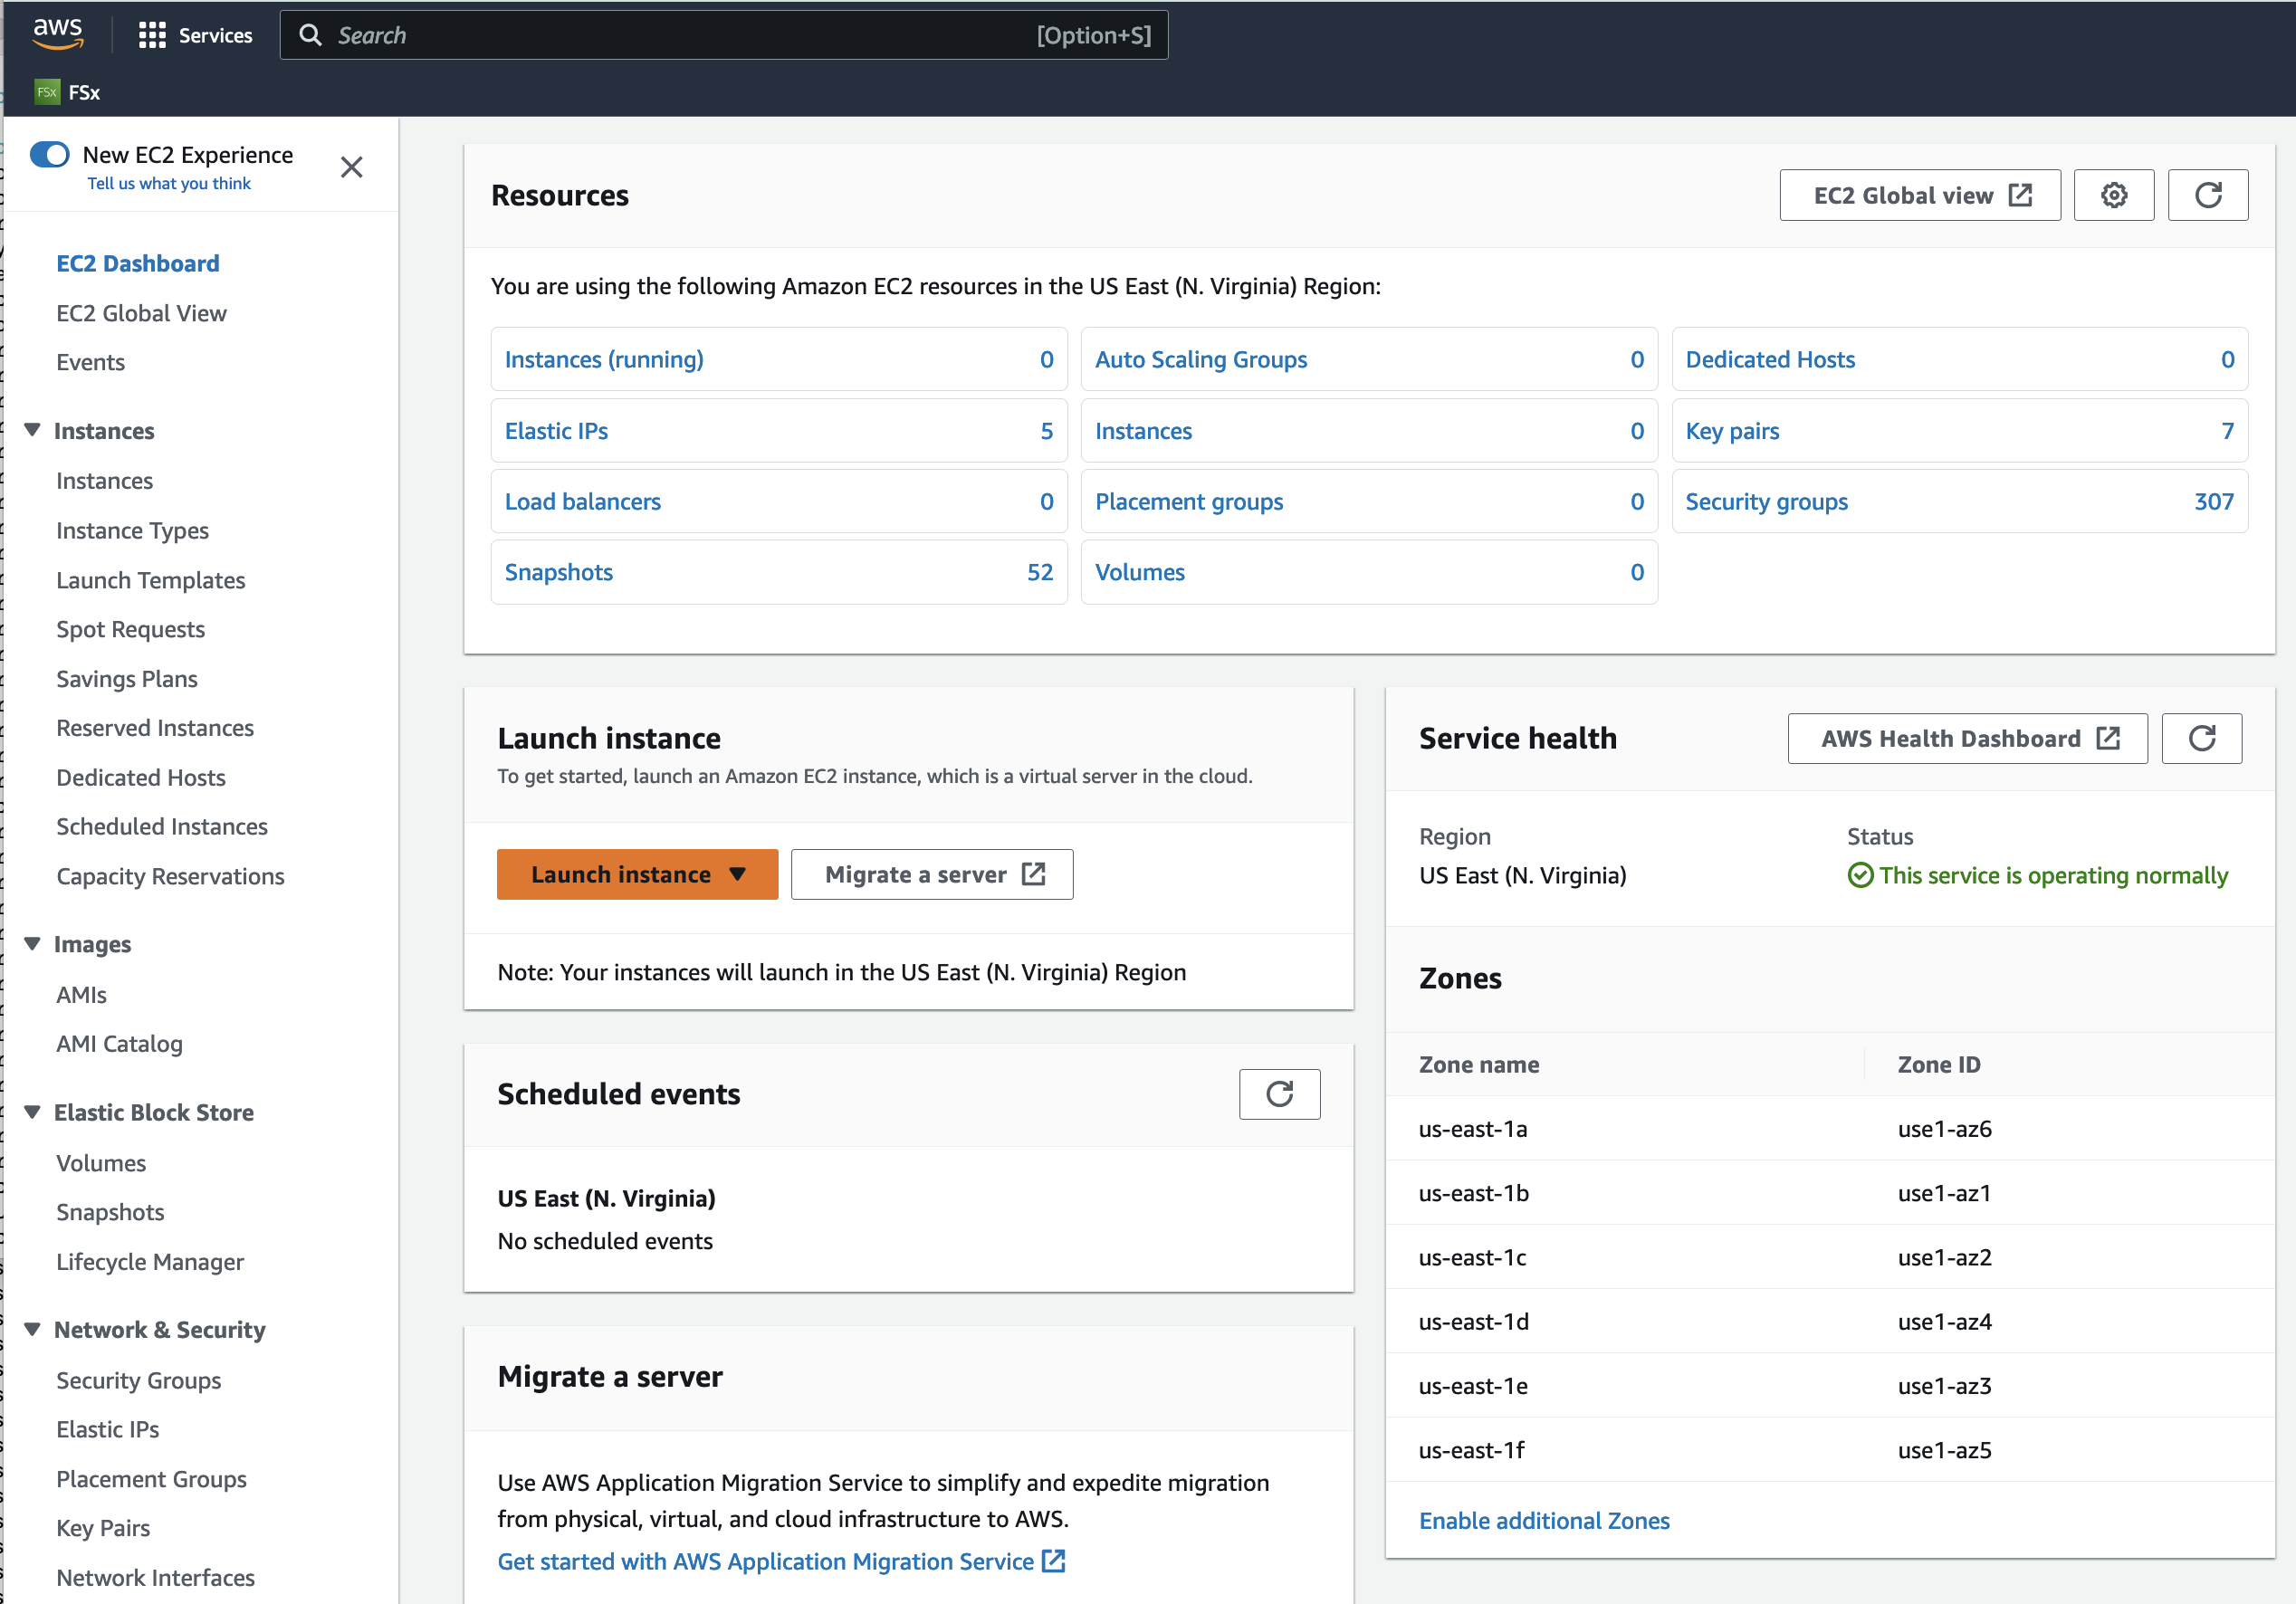 aws
Services
Search
[Option+S]
FSx FSx
New EC2 Experience
Tell us what you think
EC2 Dashboard
EC2 Global View
Events
Instances
Instances
Instance Types
Launch Templates
Spot Requests
Savings Plans
Reserved Instances
Dedicated Hosts
Scheduled Instances
Capacity Reservations
Images
AMIs
AMI Catalog
Elastic Block Store
Volumes
Snapshots
Lifecycle Manager
Network & Security
Security Groups
Elastic IPs
Placement Groups
Key Pairs
Network Interfaces
Resources
EC2 Global view
You are using the following Amazon EC2 resources in the US East (N. Virginia) Region:
Instances (running) 0
Auto Scaling Groups 0
Dedicated Hosts 0
Elastic IPs 5
Instances 0
Key pairs 7
Load balancers 0
Placement groups 0
Security groups 307
Snapshots 52
Volumes 0
Launch instance
To get started, launch an Amazon EC2 instance, which is a virtual server in the cloud.
Launch instance
Migrate a server
Note: Your instances will launch in the US East (N. Virginia) Region
Scheduled events
US East (N. Virginia)
No scheduled events
Migrate a server
Use AWS Application Migration Service to simplify and expedite migration
from physical, virtual, and cloud infrastructure to AWS.
Get started with AWS Application Migration Service
Service health
AWS Health Dashboard
Region
US East (N. Virginia)
Status
This service is operating normally
Zones
Zone name Zone ID
us-east-1a use1-az6
us-east-1b use1-az1
us-east-1c use1-az2
us-east-1d use1-az4
us-east-1e use1-az3
us-east-1f use1-az5
Enable additional Zones